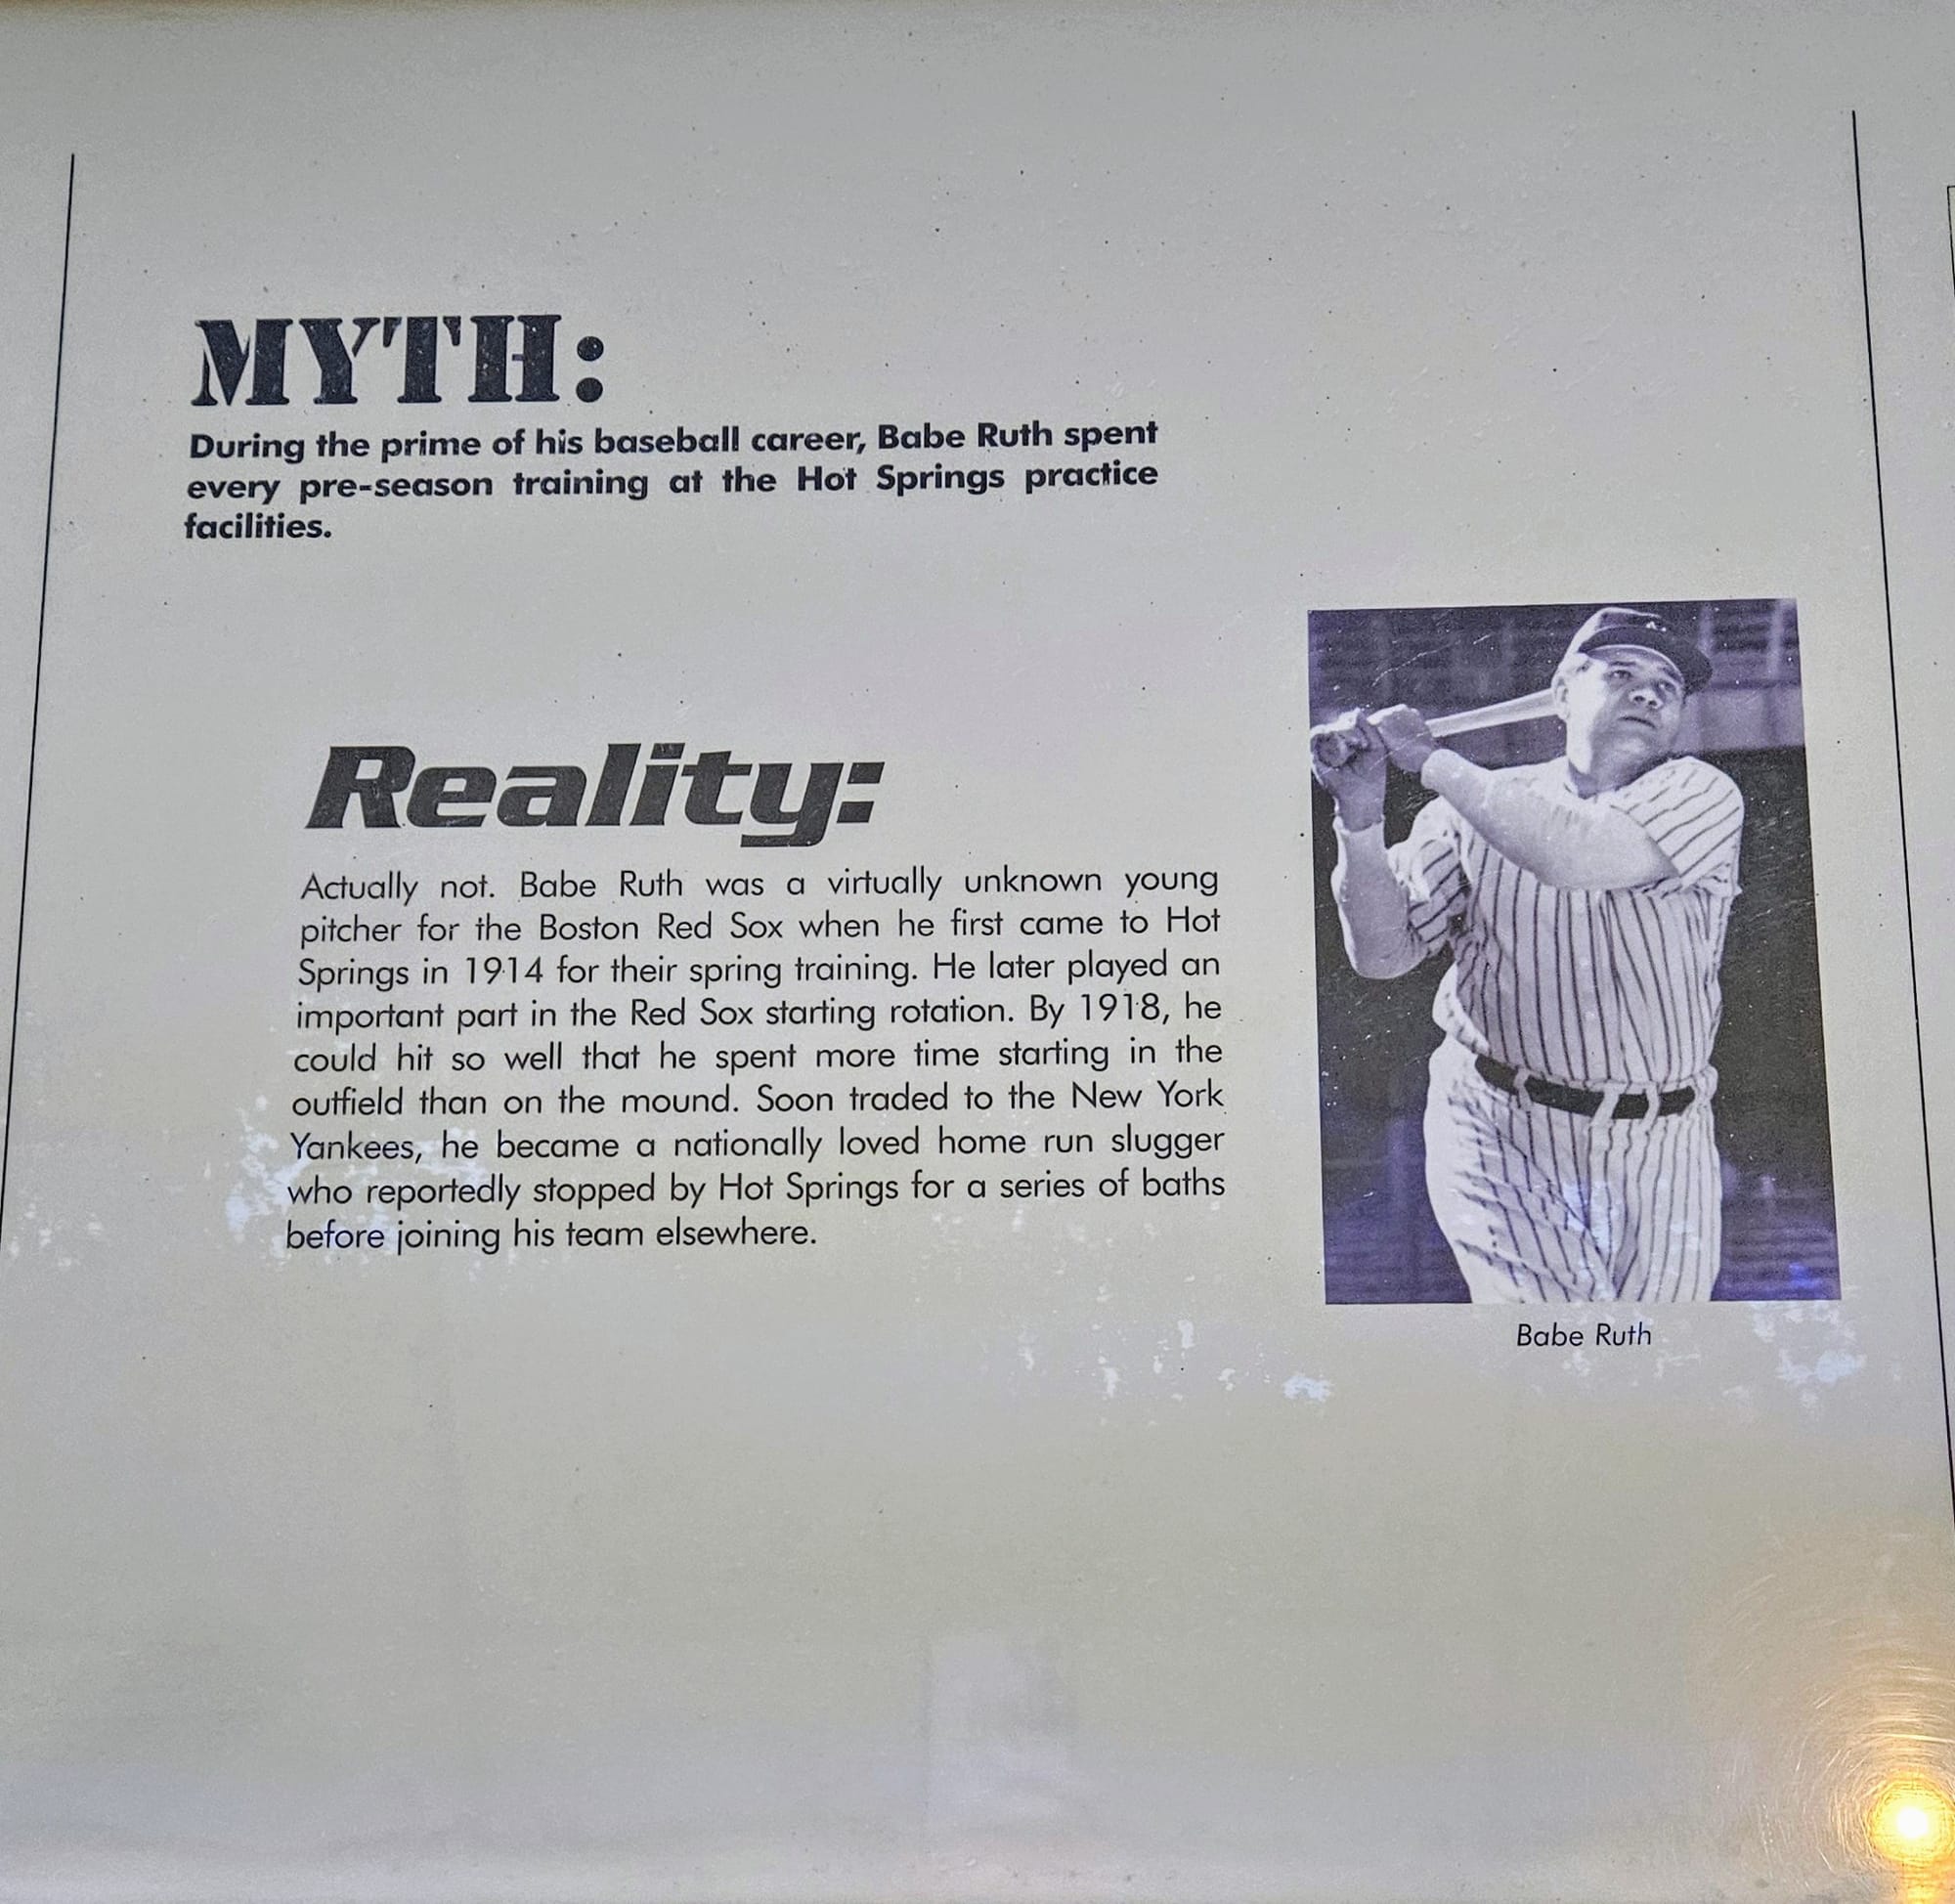 MYTH:
During the prime of his baseball career, Babe Ruth spent
every pre-season training at the Hot Springs practice
facilities.
Reality:
Actually not. Babe Ruth was a virtually unknown young
pitcher for the Boston Red Sox when he first came to Hot
Springs in 1914 for their spring training. He later played an
important part in the Red Sox starting rotation. By 1918, he
could hit so well that he spent more time starting in the
outfield than on the mound. Soon traded to the New York
Yankees, he became a nationally loved home run slugger
who reportedly stopped by Hot Springs for a series of baths
before joining his team elsewhere.
Babe Ruth